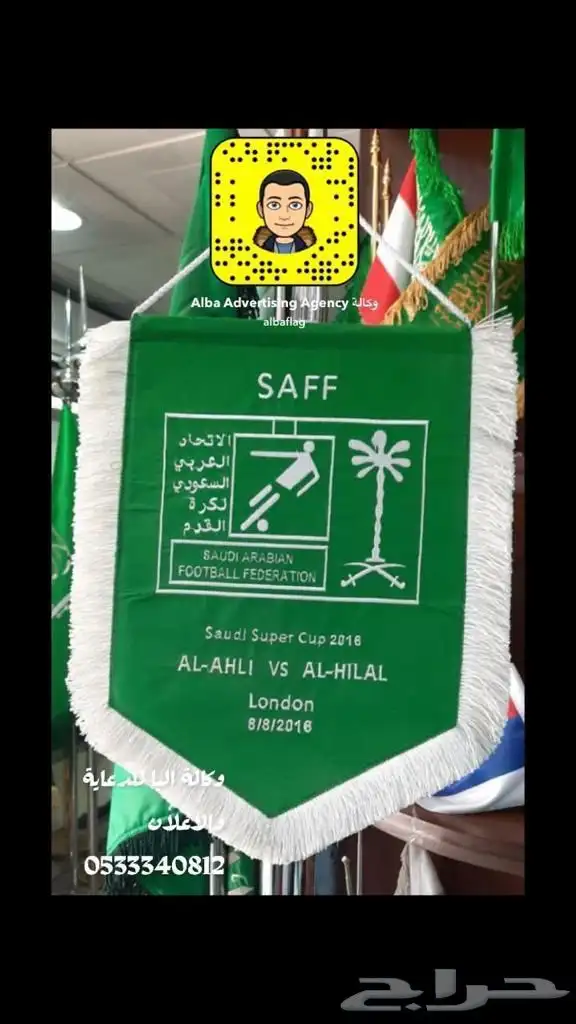 Alba Advertising Agency وكالة
albaflag
SAFF
الاتحاد
العربي
السعودي
لكرة
القدم
SAUDI ARABIAN
FOOTBALL FEDERATION
Saudi Super Cup 2016
AL-AHLI VS AL-HILAL
London
8/8/2016
وكالة البا للدعاية
والاعلان
0533340812
حراج